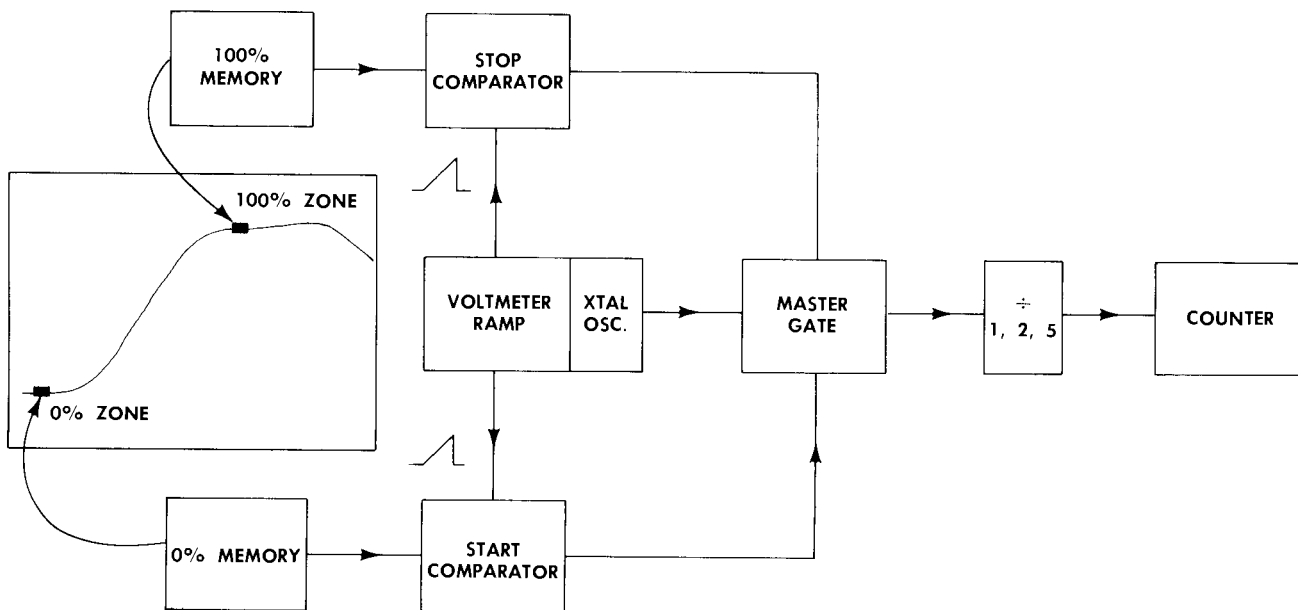 100%
MEMORY
STOP
COMPARATOR
100% ZONE
0% ZONE
VOLTMETER
RAMP
XTAL
OSC.
MASTER
GATE
÷
1, 2, 5
COUNTER
0% MEMORY
START
COMPARATOR